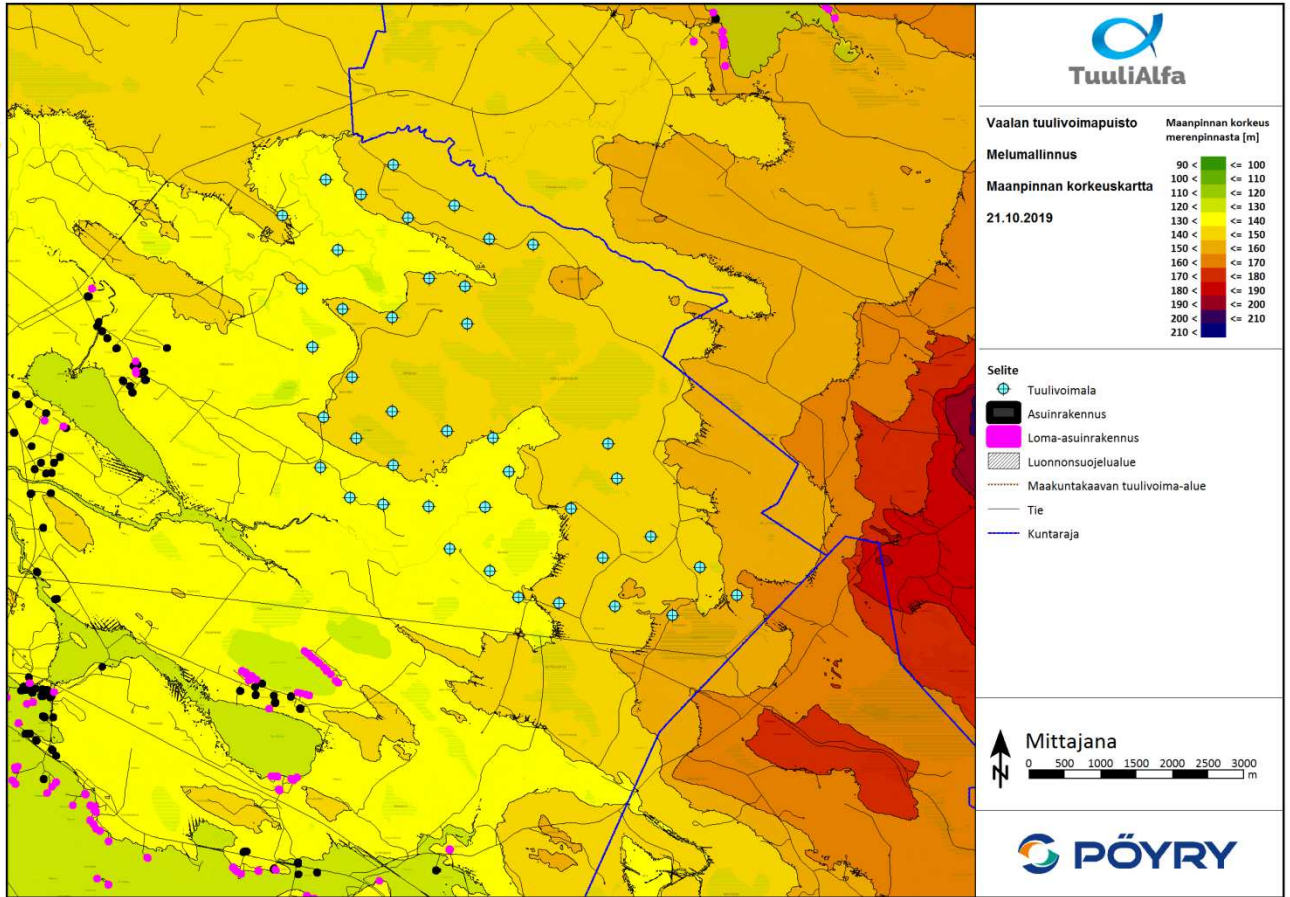 TuuliAlfa
Vaalan tuulivoimapuisto
Melumallinnus
Maanpinnan korkeuskartta
21.10.2019
Maanpinnan korkeus
merenpinnasta [m]
90 < <= 100
100 < <= 110
110 < <= 120
120 < <= 130
130 < <= 140
140 < <= 150
150 < <= 160
160 < <= 170
170 < <= 180
180 < <= 190
190 < <= 200
200 < <= 210
210 <
Selite
Tuulivoimala
Asuinrakennus
Loma-asuinrakennus
Luonnonsuojelualue
Maakuntakaavan tuulivoima-alue
Tie
Kuntaraja
N
Mittajana
0 500 1000 1500 2000 2500 3000
m
PÖYRY